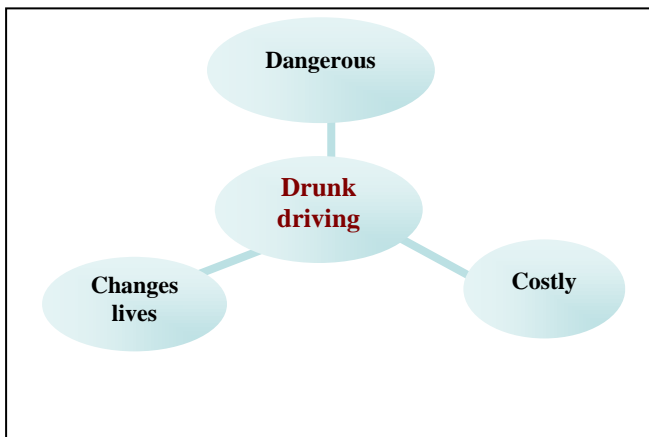 Dangerous
Drunk
driving
Changes
lives
Costly